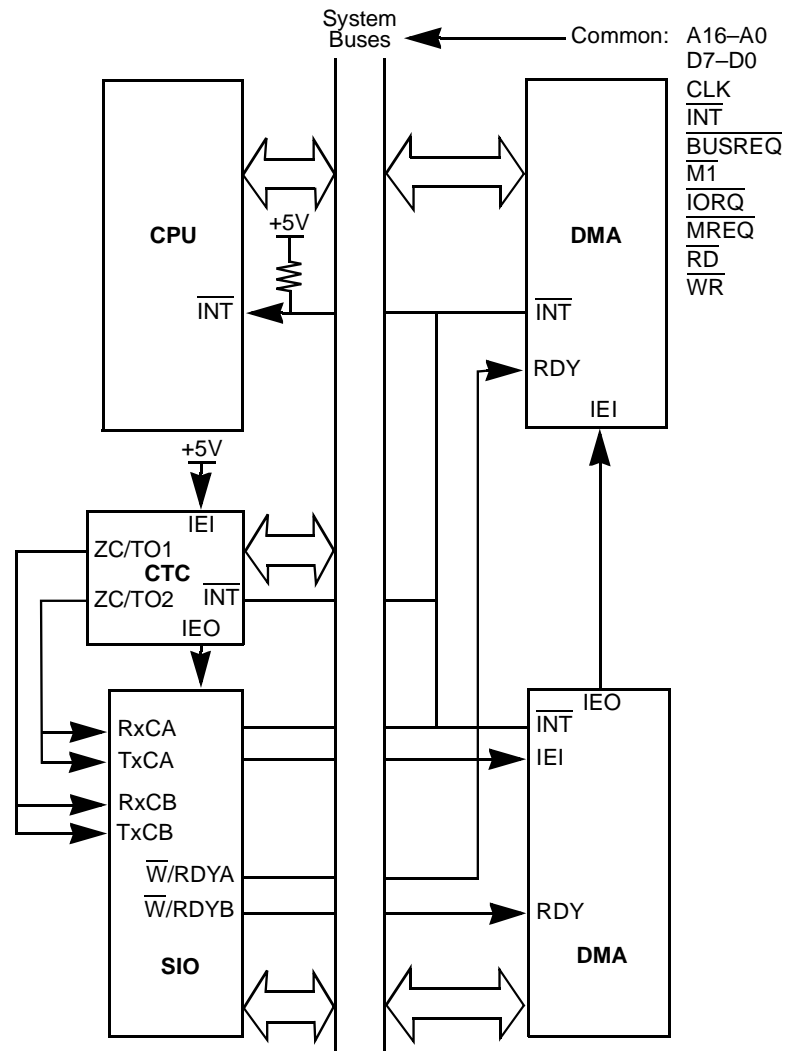 System
Buses
Common: A16–A0
D7–D0
CLK
INT
BUSREQ
M1
IORQ
MREQ
RD
WR
CPU
+5V
INT
DMA
INT
RDY
IEI
+5V
IEI
ZC/TO1
CTC
ZC/TO2
INT
IEO
RxCA
TxCA
RxCB
TxCB
W/RDYA
W/RDYB
SIO
IEO
INT
IEI
RDY
DMA